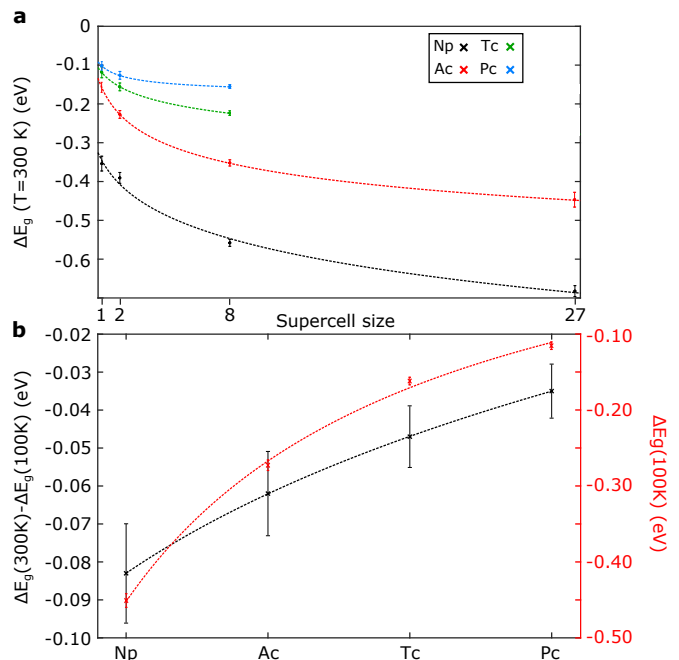 a
0
-0.1
-0.2
-0.3
-0.4
-0.5
-0.6
ΔEg (T=300 K) (eV)
Np Tc
Ac Pc
1 2 8 27
Supercell size
b
-0.02
-0.03
-0.04
-0.05
-0.06
-0.07
-0.08
-0.09
-0.10
ΔEg(300K)-ΔEg(100K) (eV)
-0.10
-0.20
-0.30
-0.40
-0.50
ΔEg(100K) (eV)
Np Ac Tc Pc